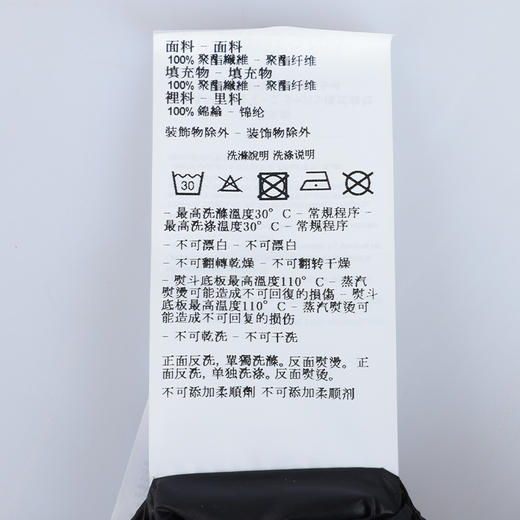 面料 - 面料
100% 聚酯纖維 - 聚酯纤维
填充物 - 填充物
100% 聚酯纖維 - 聚酯纤维
裡料 - 里料
100% 錦綸 - 锦纶
装飾物除外 - 装饰物除外
洗滌說明 洗涤说明
30
- 最高洗滌溫度30° C - 常規程序 -
最高洗涤温度30° C - 常规程序
- 不可漂白 - 不可漂白
- 不可翻轉乾燥 - 不可翻转干燥
- 熨斗底板最高溫度110° C - 蒸汽
熨燙可能造成不可回復的損傷 - 熨斗
底板最高温度110° C - 蒸汽熨烫可
能造成不可回复的损伤
- 不可乾洗 - 不可干洗
正面反洗, 單獨洗滌。反面熨燙。 正
面反洗, 单独洗涤。反面熨烫。
不可添加柔順劑 不可添加柔顺剂